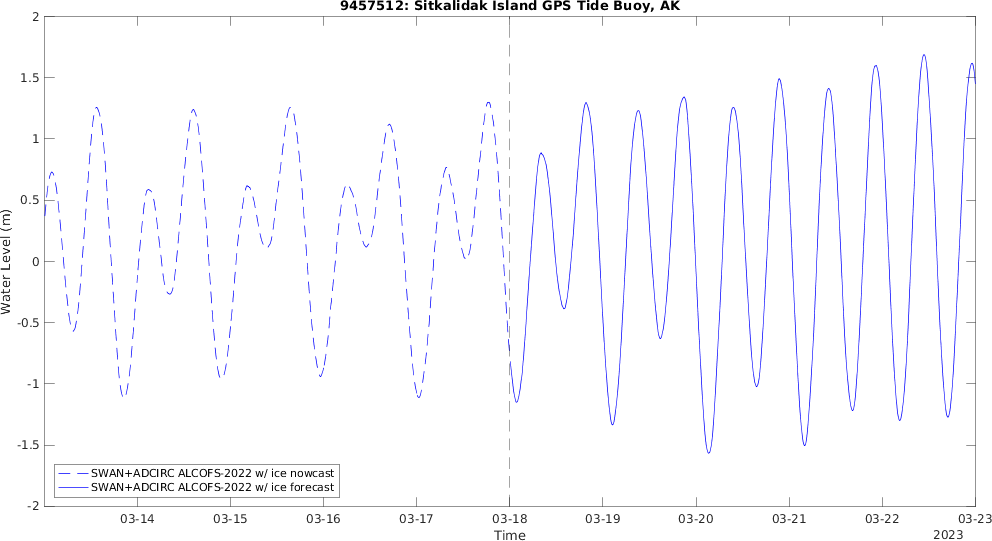 9457512: Sitkalidak Island GPS Tide Buoy, AK
2
1.5
1
0.5
0
-0.5
-1
-1.5
-2
Water Level (m)
SWAN+ADCIRC ALCOFS-2022 w/ ice nowcast
SWAN+ADCIRC ALCOFS-2022 w/ ice forecast
03-14 03-15 03-16 03-17 03-18 03-19 03-20 03-21 03-22 03-23
Time
2023